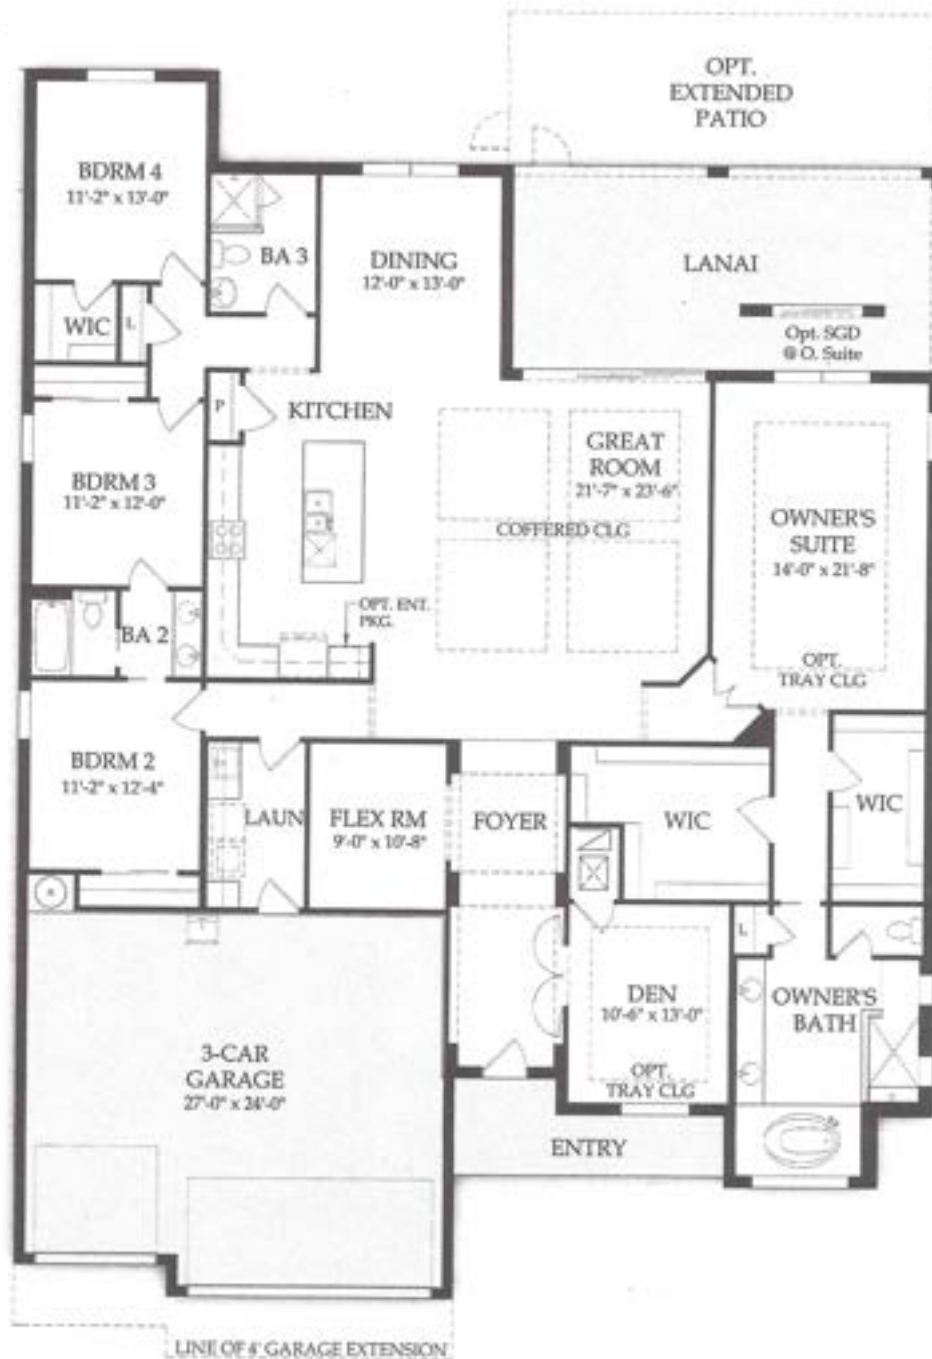 OPT.
EXTENDED
PATIO
BDRM 4
11'-2" x 13'-0"
BA 3
DINING
12'-0" x 13'-0"
LANAI
WIC
L
Opt. SGD
@ O. Suite
P
KITCHEN
GREAT
ROOM
21'-7" x 23'-6"
COFFERED CLG
BDRM 3
11'-2" x 12'-0"
OWNER'S
SUITE
14'-0" x 21'-8"
OPT. ENT.
PKG.
BA 2
OPT.
TRAY CLG
BDRM 2
11'-2" x 12'-4"
LAUN
FLEX RM
9'-0" x 10'-8"
FOYER
WIC
WIC
L
DEN
10'-6" x 13'-0"
OPT.
TRAY CLG
OWNER'S
BATH
3-CAR
GARAGE
27'-0" x 24'-0"
ENTRY
LINE OF 4' GARAGE EXTENSION